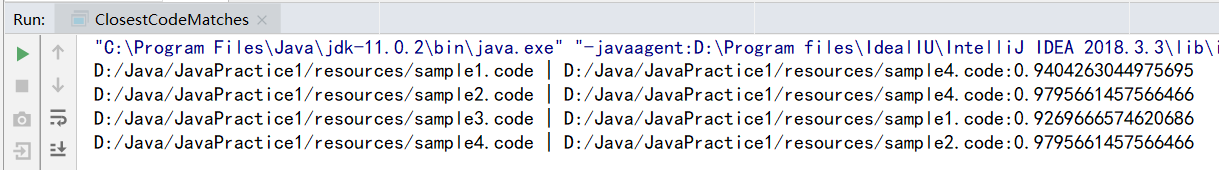 Run: ClosestCodeMatches ×
"C:\Program Files\Java\jdk-11.0.2\bin\java.exe" "-javaagent:D:\Program files\IdealIU\IntelliJ IDEA 2018.3.3\lib\i
D:/Java/JavaPractice1/resources/sample1.code | D:/Java/JavaPractice1/resources/sample4.code:0.9404263044975695
D:/Java/JavaPractice1/resources/sample2.code | D:/Java/JavaPractice1/resources/sample4.code:0.9795661457566466
D:/Java/JavaPractice1/resources/sample3.code | D:/Java/JavaPractice1/resources/sample1.code:0.9269666574620686
D:/Java/JavaPractice1/resources/sample4.code | D:/Java/JavaPractice1/resources/sample2.code:0.9795661457566466